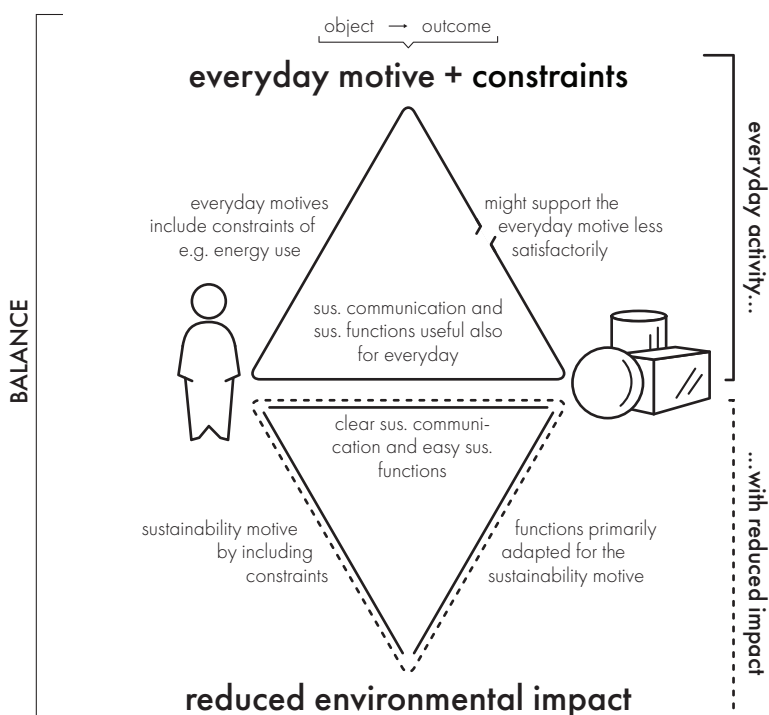 object → outcome
everyday motive + constraints
everyday motives
include constraints of
e.g. energy use
might support the
everyday motive less
satisfactorily
sus. communication and
sus. functions useful also
for everyday
everyday activity...
BALANCE
clear sus. communi-
cation and easy sus.
functions
sustainability motive
by including
constraints
functions primarily
adapted for the
sustainability motive
...with reduced impact
reduced environmental impact